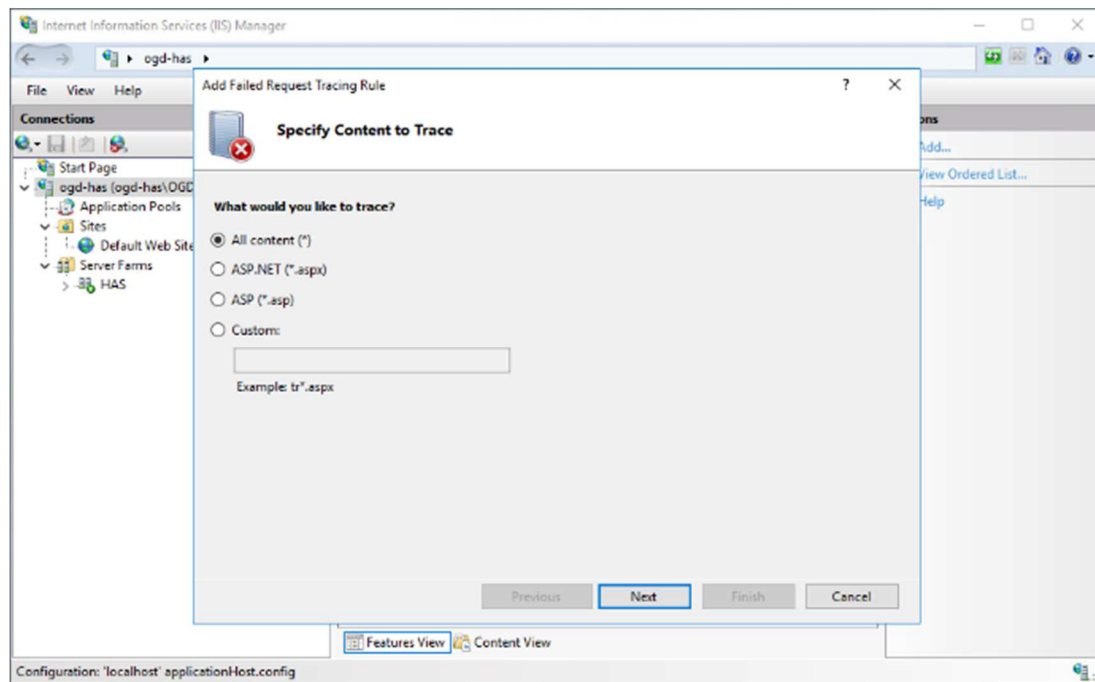 Internet Information Services (IIS) Manager
ogd-has
File View Help
Connections
Start Page
ogd-has (ogd-has\OGD
Application Pools
Sites
Default Web Site
Server Farms
HAS
Add Failed Request Tracing Rule
?
Specify Content to Trace
What would you like to trace?
All content (*)
ASP.NET (*.aspx)
ASP (*.asp)
Custom:
Example: tr*.aspx
Previous Next Finish Cancel
ons
Add...
View Ordered List...
Help
Features View Content View
Configuration: 'localhost' applicationHost.config